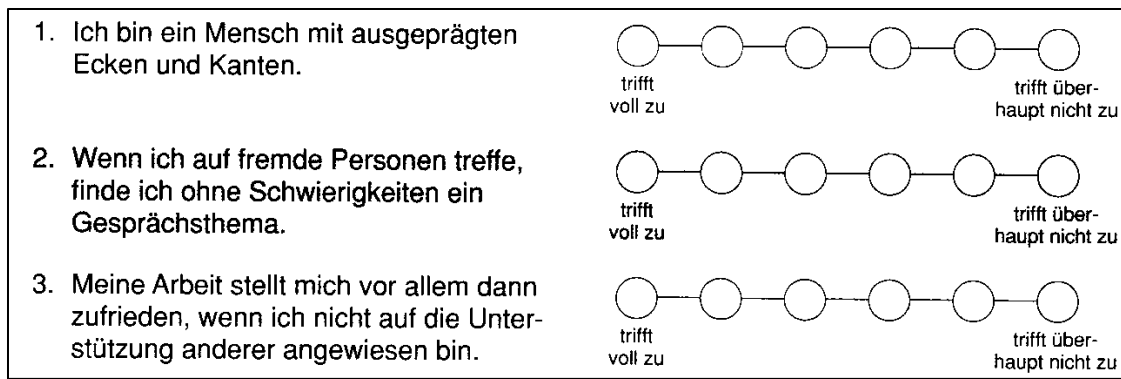 1. Ich bin ein Mensch mit ausgeprägten
Ecken und Kanten.
trifft
voll zu
trifft über-
haupt nicht zu
2. Wenn ich auf fremde Personen treffe,
finde ich ohne Schwierigkeiten ein
Gesprächsthema.
trifft
voll zu
trifft über-
haupt nicht zu
3. Meine Arbeit stellt mich vor allem dann
zufrieden, wenn ich nicht auf die Unter-
stützung anderer angewiesen bin.
trifft
voll zu
trifft über-
haupt nicht zu